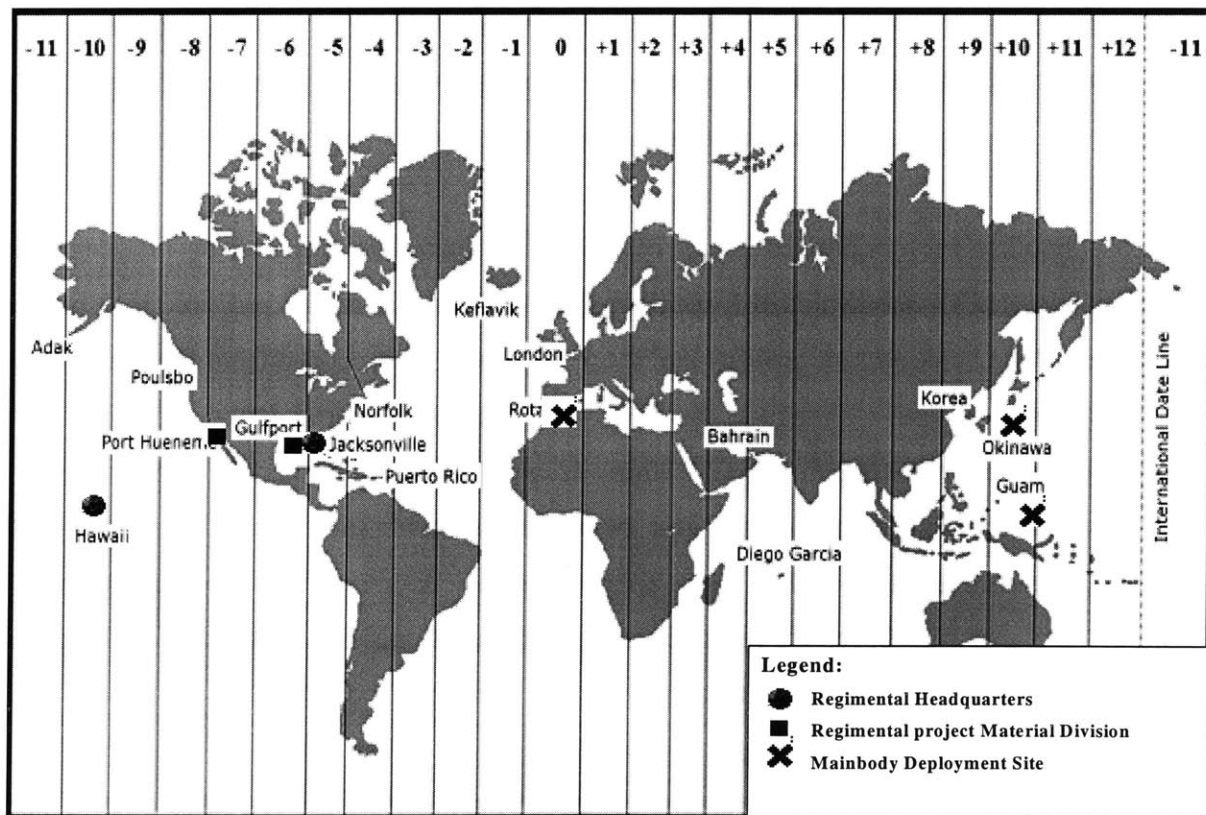 -11 -10 -9 -8 -7 -6 -5 -4 -3 -2 -1 0 +1 +2 +3 +4 +5 +6 +7 +8 +9 +10 +11 +12 -11
Keflavik
Adak
London
Poulsbo
Korea
Norfolk
Rota
Gulfport
Port Hueneme
Jacksonville
Bahrain
Okinawa
Puerto Rico
Guam
Hawaii
Diego Garcia
International Date Line
Legend:
Regimental Headquarters
Regimental project Material Division
Mainbody Deployment Site